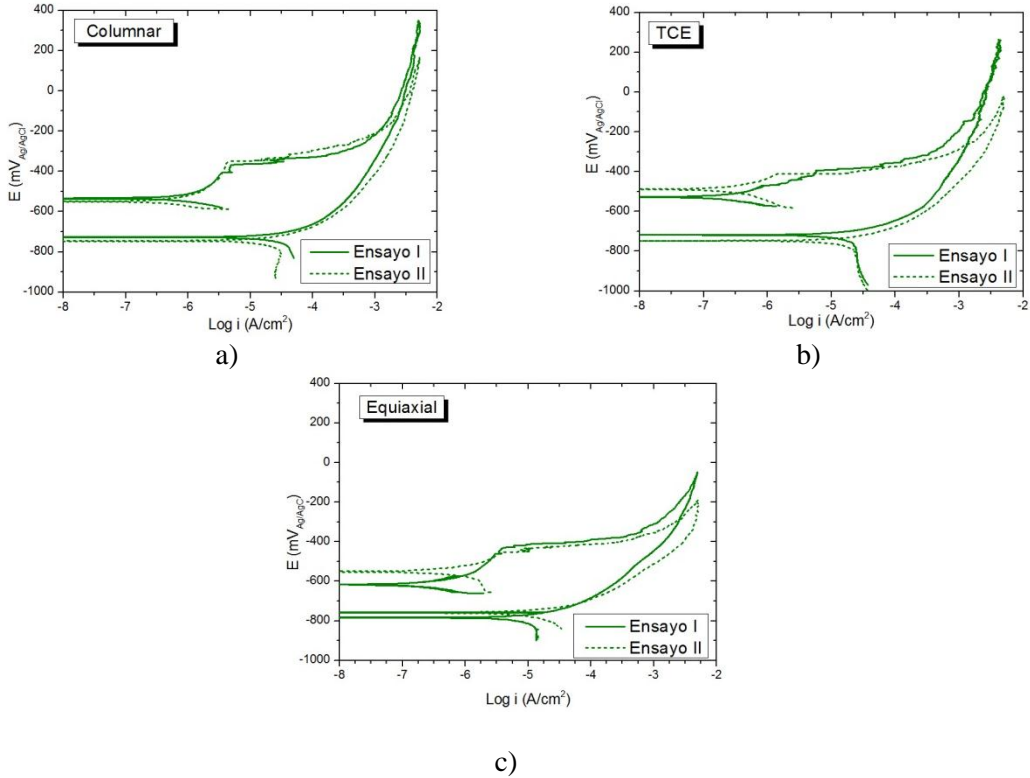 400
200
0
-200
-400
-600
-800
-1000
E (mV_Ag/AgCl)
Columnar
Ensayo I
Ensayo II
-8 -7 -6 -5 -4 -3 -2
Log i (A/cm²)
a)
400
200
0
-200
-400
-600
-800
-1000
E (mV_Ag/AgCl)
TCE
Ensayo I
Ensayo II
-8 -7 -6 -5 -4 -3 -2
Log i (A/cm²)
b)
400
200
0
-200
-400
-600
-800
-1000
E (mV_Ag/AgC)
Equiaxial
Ensayo I
Ensayo II
-8 -7 -6 -5 -4 -3 -2
Log i (A/cm²)
c)